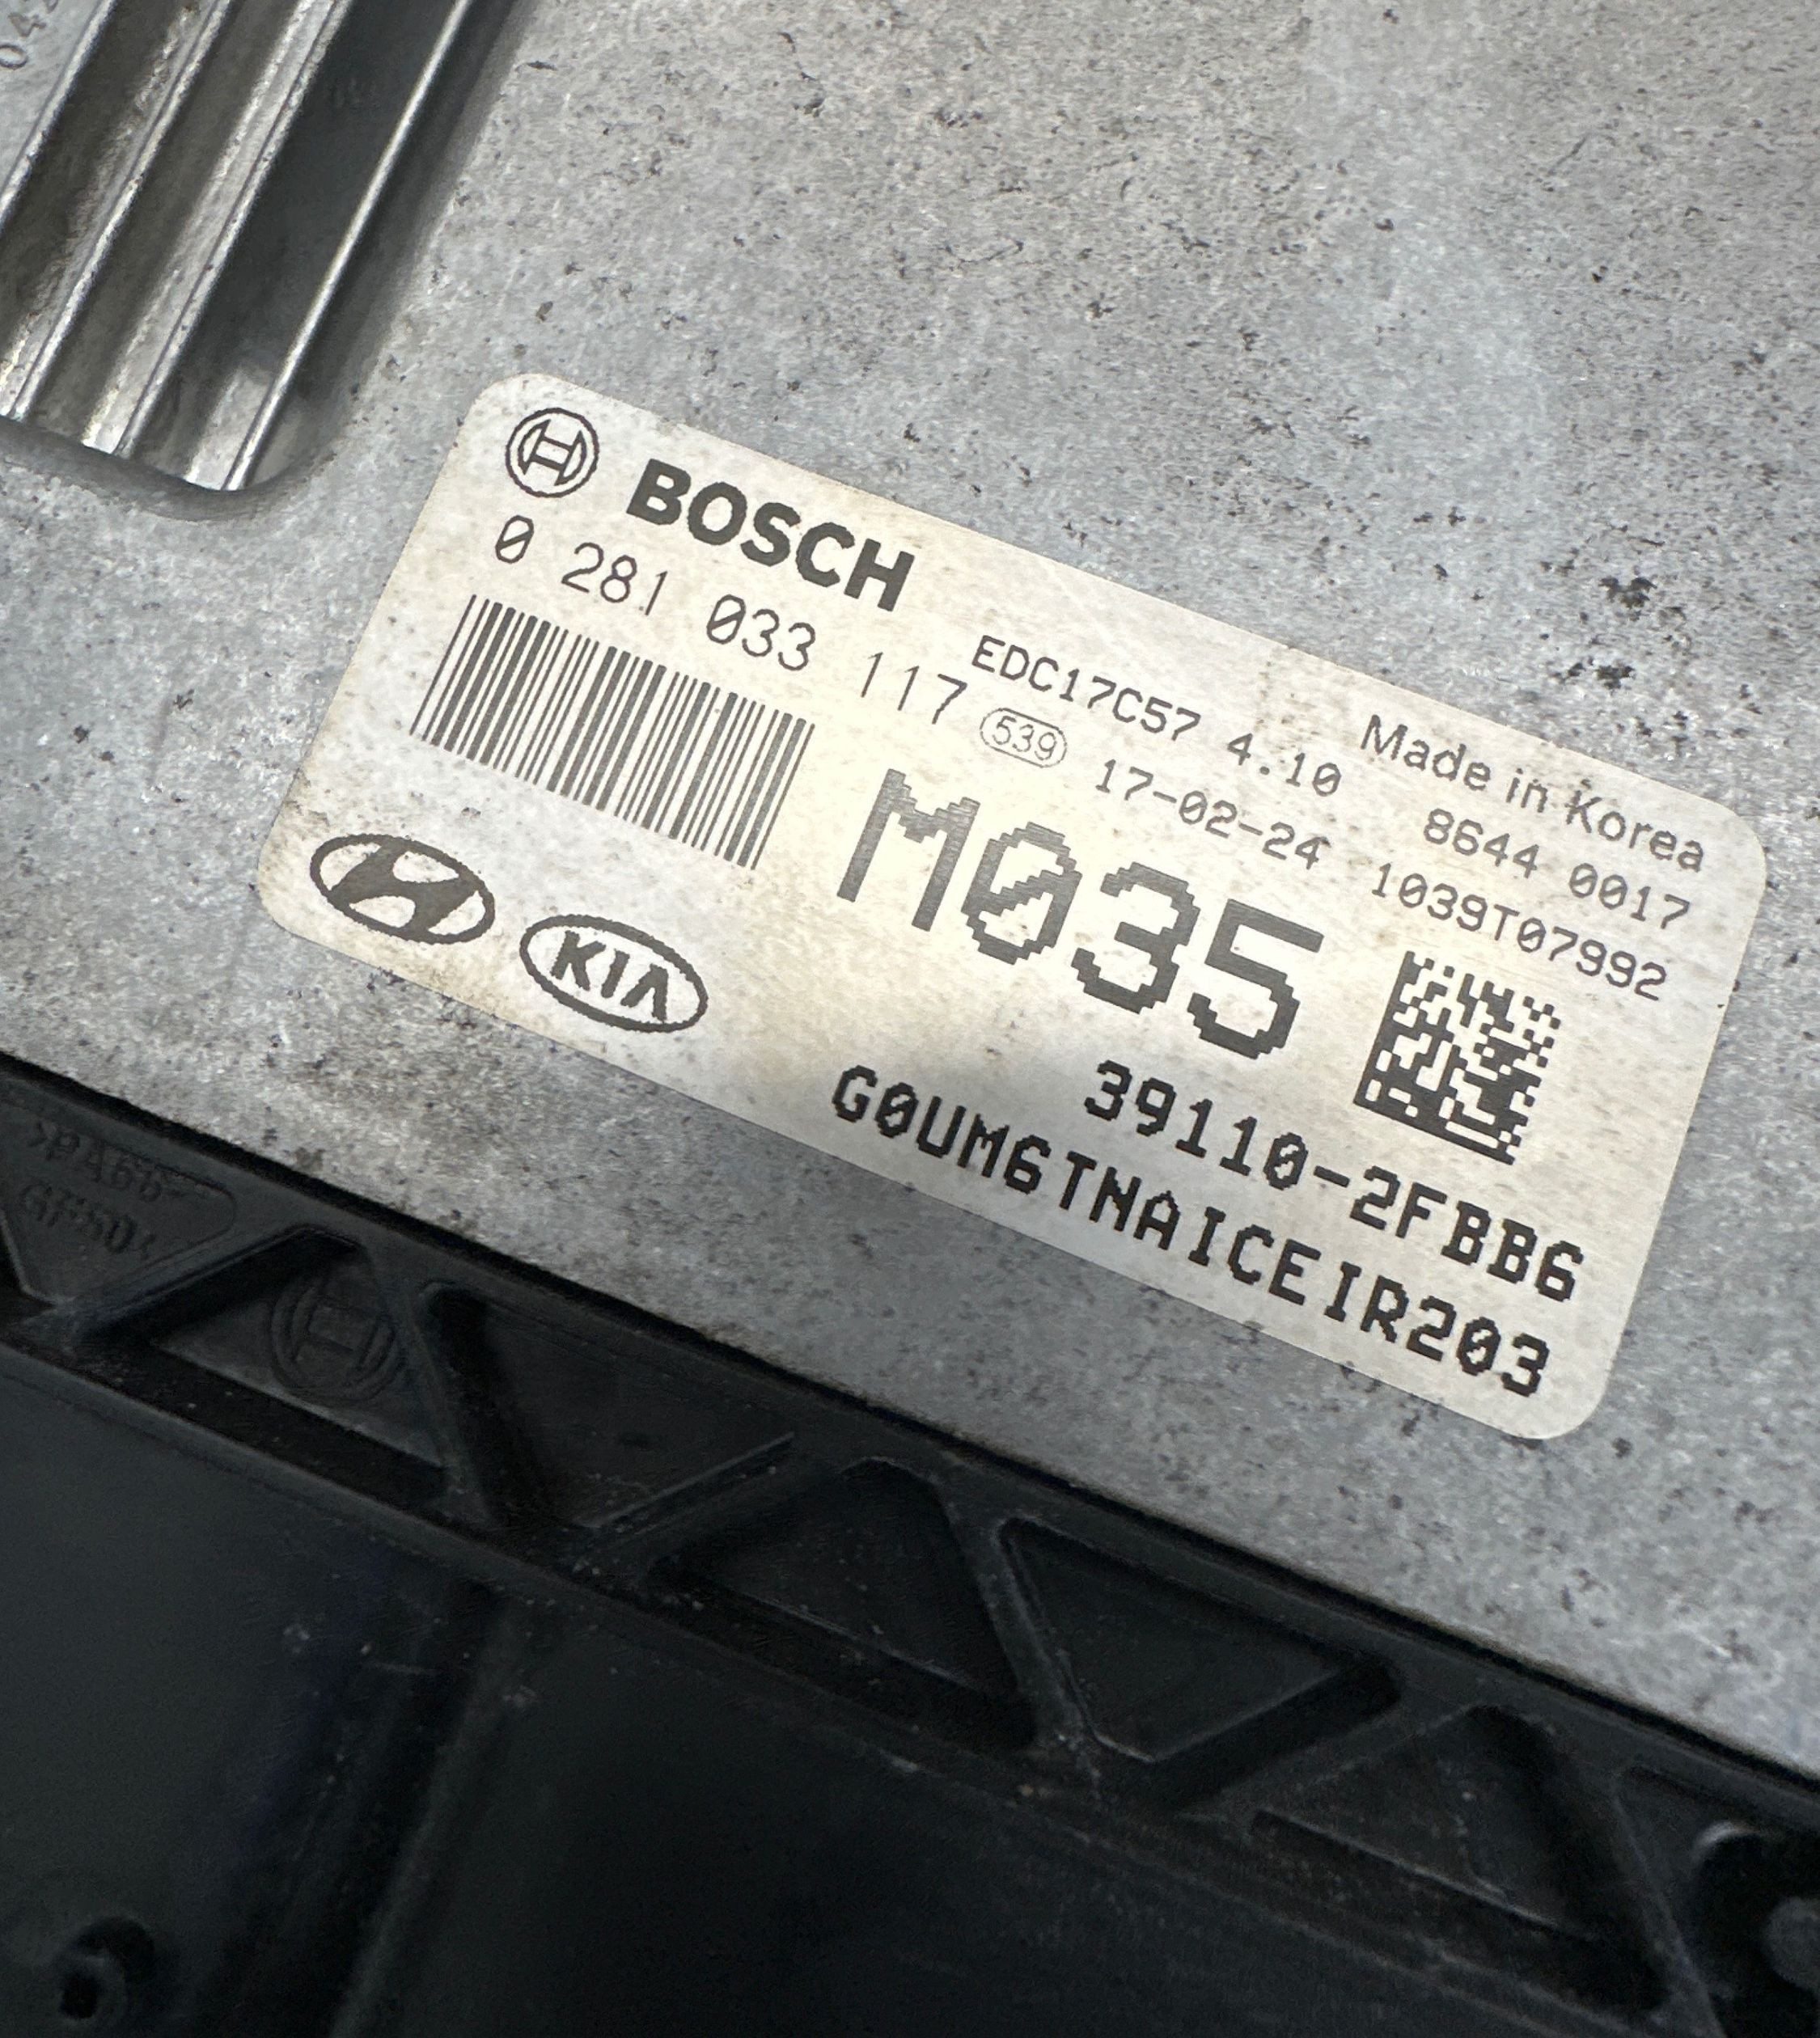 BOSCH
0 281 033 117
EDC17C57 4.10
Made in Korea
539
17-02-24
8644 0017
1039T07992
M035
KIA
39110-2FBB6
G0UM6TNAICEIR203